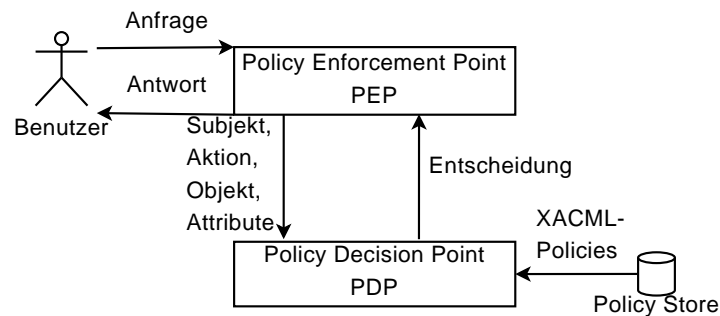 Anfrage
Policy Enforcement Point
PEP
Antwort
Benutzer
Subjekt,
Aktion,
Objekt,
Attribute
Entscheidung
XACML-
Policies
Policy Decision Point
PDP
Policy Store